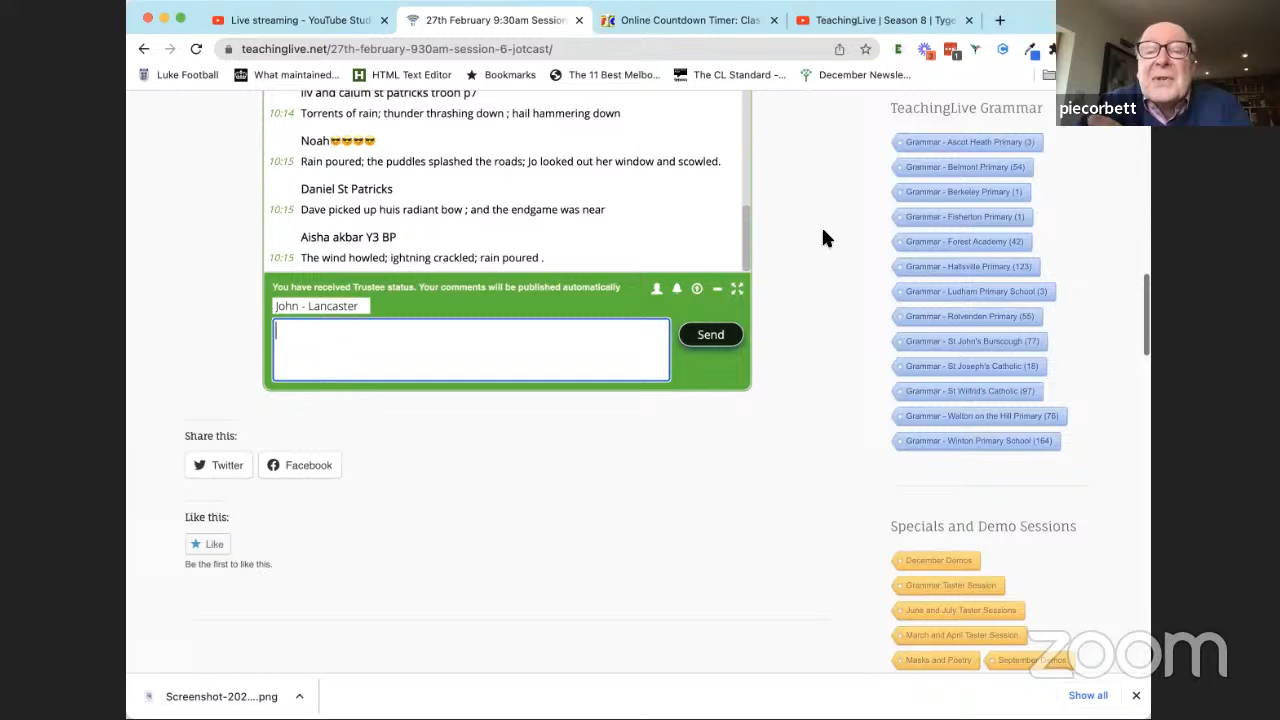 Live streaming - YouTube Stud
27th February 9:30am Session
Online Countdown Timer: Clas
TeachingLive | Season 8 | Tyge
teachinglive.net/27th-february-930am-session-6-jotcast/
Luke Football
What maintained...
HTML Text Editor
Bookmarks
The 11 Best Melbo...
The CL Standard -...
December Newsle...
piecorbett
liv and calum st patricks troon p7
10:14 Torrents of rain; thunder thrashing down ; hail hammering down
Noah😎😎😎😎
10:15 Rain poured; the puddles splashed the roads; Jo looked out her window and scowled.
Daniel St Patricks
10:15 Dave picked up huis radiant bow ; and the endgame was near
Aisha akbar Y3 BP
10:15 The wind howled; ightning crackled; rain poured .
You have received Trustee status. Your comments will be published automatically
John - Lancaster
Send
Share this:
Twitter
Facebook
Like this:
Like
Be the first to like this.
TeachingLive Grammar
Grammar - Ascot Heath Primary (3)
Grammar - Belmont Primary (54)
Grammar - Berkeley Primary (1)
Grammar - Fisherton Primary (1)
Grammar - Forest Academy (42)
Grammar - Hallsville Primary (123)
Grammar - Ludham Primary School (3)
Grammar - Rolvenden Primary (55)
Grammar - St John's Burscough (77)
Grammar - St Joseph's Catholic (18)
Grammar - St Wilfrid's Catholic (97)
Grammar - Walton on the Hill Primary (76)
Grammar - Winton Primary School (164)
Specials and Demo Sessions
December Demos
Grammar Taster Session
June and July Taster Sessions
March and April Taster Session
Masks and Poetry
September Demos
zoom
Screenshot-202....png
Show all